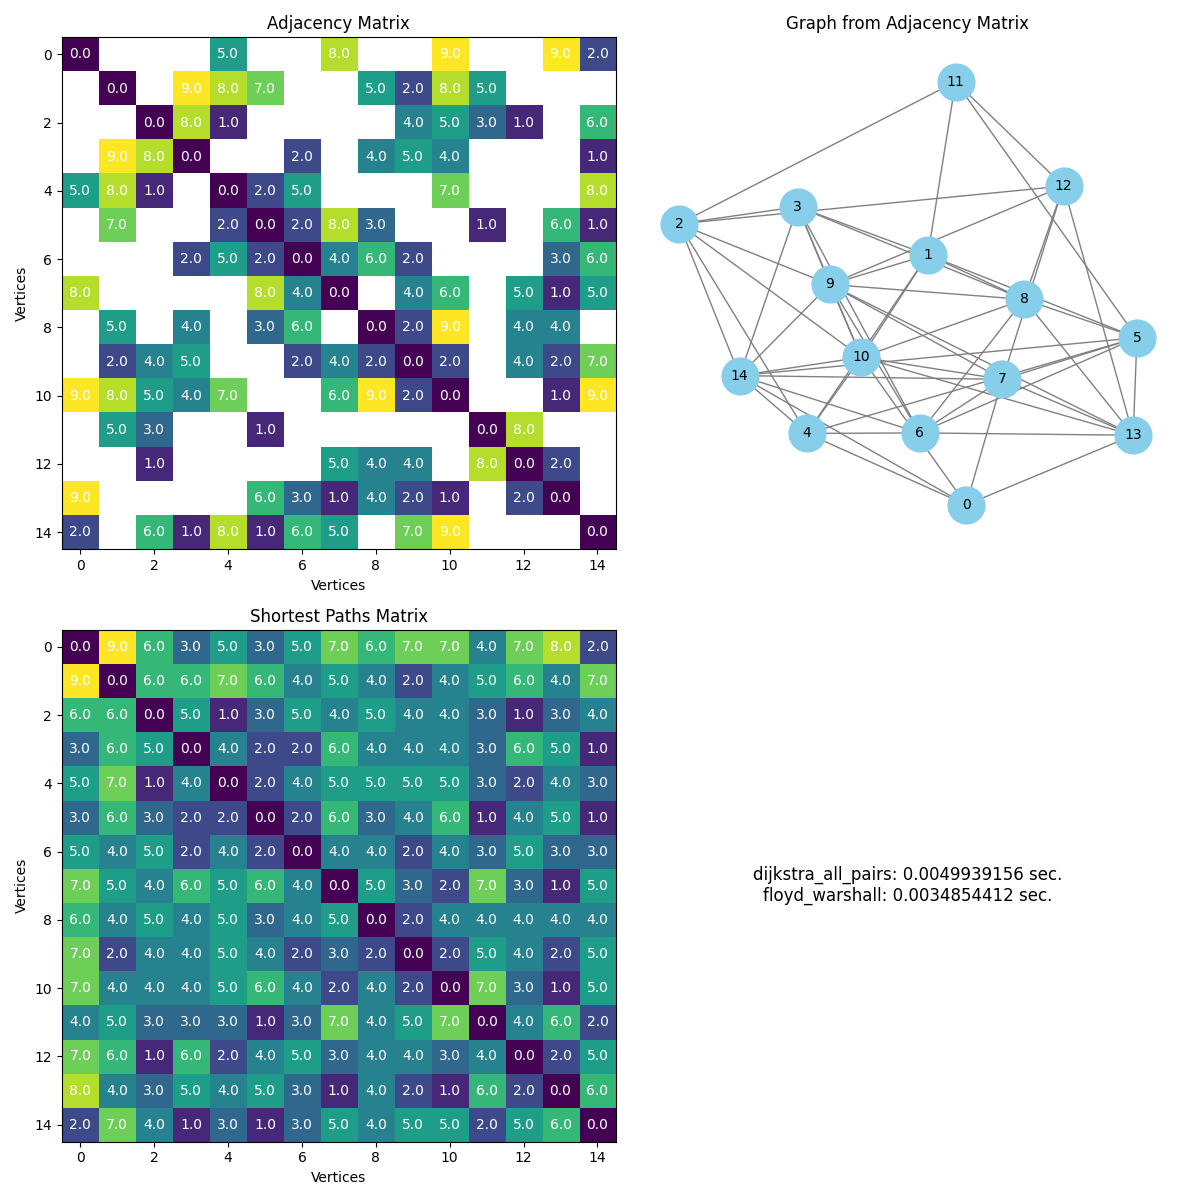 Adjacency Matrix
0 0.0 5.0 8.0 9.0 9.0 2.0
0.0 9.0 8.0 7.0 5.0 2.0 8.0 5.0
2 0.0 8.0 1.0 4.0 5.0 3.0 1.0 6.0
9.0 8.0 0.0 2.0 4.0 5.0 4.0 1.0
4 5.0 8.0 1.0 0.0 2.0 5.0 7.0 8.0
7.0 2.0 0.0 2.0 8.0 3.0 1.0 6.0 1.0
6 2.0 5.0 2.0 0.0 4.0 6.0 2.0 3.0 6.0
8.0 8.0 4.0 0.0 4.0 6.0 5.0 1.0 5.0
8 5.0 4.0 3.0 6.0 0.0 2.0 9.0 4.0 4.0
2.0 4.0 5.0 2.0 4.0 2.0 0.0 2.0 4.0 2.0 7.0
10 9.0 8.0 5.0 4.0 7.0 6.0 9.0 2.0 0.0 1.0 9.0
5.0 3.0 1.0 0.0 8.0
12 1.0 5.0 4.0 4.0 8.0 0.0 2.0
9.0 6.0 3.0 1.0 4.0 2.0 1.0 2.0 0.0
14 2.0 6.0 1.0 8.0 1.0 6.0 5.0 7.0 9.0 0.0
0 2 4 6 8 10 12 14
Vertices
Vertices
Graph from Adjacency Matrix
11
12
3
2
1
9
8
5
10
14
7
4
6
13
0
Shortest Paths Matrix
0 0.0 9.0 6.0 3.0 5.0 3.0 5.0 7.0 6.0 7.0 7.0 4.0 7.0 8.0 2.0
9.0 0.0 6.0 6.0 7.0 6.0 4.0 5.0 4.0 2.0 4.0 5.0 6.0 4.0 7.0
2 6.0 6.0 0.0 5.0 1.0 3.0 5.0 4.0 5.0 4.0 4.0 3.0 1.0 3.0 4.0
3.0 6.0 5.0 0.0 4.0 2.0 2.0 6.0 4.0 4.0 4.0 3.0 6.0 5.0 1.0
4 5.0 7.0 1.0 4.0 0.0 2.0 4.0 5.0 5.0 5.0 5.0 3.0 2.0 4.0 3.0
3.0 6.0 3.0 2.0 2.0 0.0 2.0 6.0 3.0 4.0 6.0 1.0 4.0 5.0 1.0
6 5.0 4.0 5.0 2.0 4.0 2.0 0.0 4.0 4.0 2.0 4.0 3.0 5.0 3.0 3.0
7.0 5.0 4.0 6.0 5.0 6.0 4.0 0.0 5.0 3.0 2.0 7.0 3.0 1.0 5.0
8 6.0 4.0 5.0 4.0 5.0 3.0 4.0 5.0 0.0 2.0 4.0 4.0 4.0 4.0 4.0
7.0 2.0 4.0 4.0 5.0 4.0 2.0 3.0 2.0 0.0 2.0 5.0 4.0 2.0 5.0
10 7.0 4.0 4.0 4.0 5.0 6.0 4.0 2.0 4.0 2.0 0.0 7.0 3.0 1.0 5.0
4.0 5.0 3.0 3.0 3.0 1.0 3.0 7.0 4.0 5.0 7.0 0.0 4.0 6.0 2.0
12 7.0 6.0 1.0 6.0 2.0 4.0 5.0 3.0 4.0 4.0 3.0 4.0 0.0 2.0 5.0
8.0 4.0 3.0 5.0 4.0 5.0 3.0 1.0 4.0 2.0 1.0 6.0 2.0 0.0 6.0
14 2.0 7.0 4.0 1.0 3.0 1.0 3.0 5.0 4.0 5.0 5.0 2.0 5.0 6.0 0.0
0 2 4 6 8 10 12 14
Vertices
Vertices
dijkstra_all_pairs: 0.0049939156 sec.
floyd_warshall: 0.0034854412 sec.